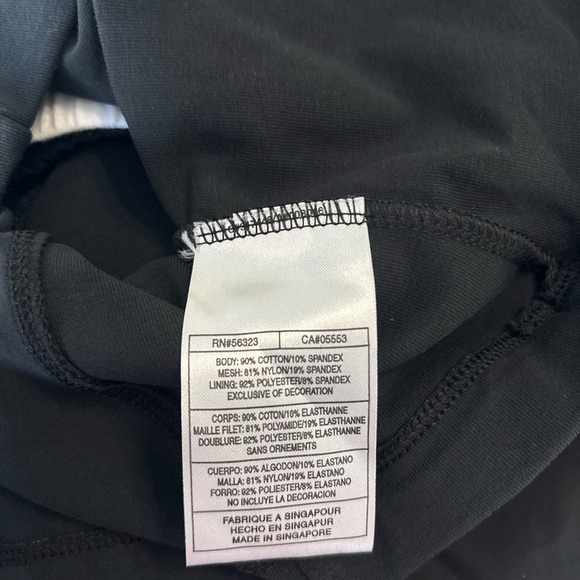 RN#56323 CA#05553
BODY: 90% COTTON/10% SPANDEX
MESH: 81% NYLON/19% SPANDEX
LINING: 92% POLYESTER/8% SPANDEX
EXCLUSIVE OF DECORATION
CORPS: 90% COTON/10% ELASTHANNE
MAILLE FILET: 81% POLYAMIDE/19% ELASTHANNE
DOUBLURE: 92% POLYESTER/8% ELASTHANNE
SANS ORNEMENTS
CUERPO: 90% ALGODON/10% ELASTANO
MALLA: 81% NYLON/19% ELASTANO
FORRO: 92% POLIESTER/8% ELASTANO
NO INCLUYE LA DECORACION
FABRIQUE A SINGAPOUR
HECHO EN SINGAPUR
MADE IN SINGAPORE